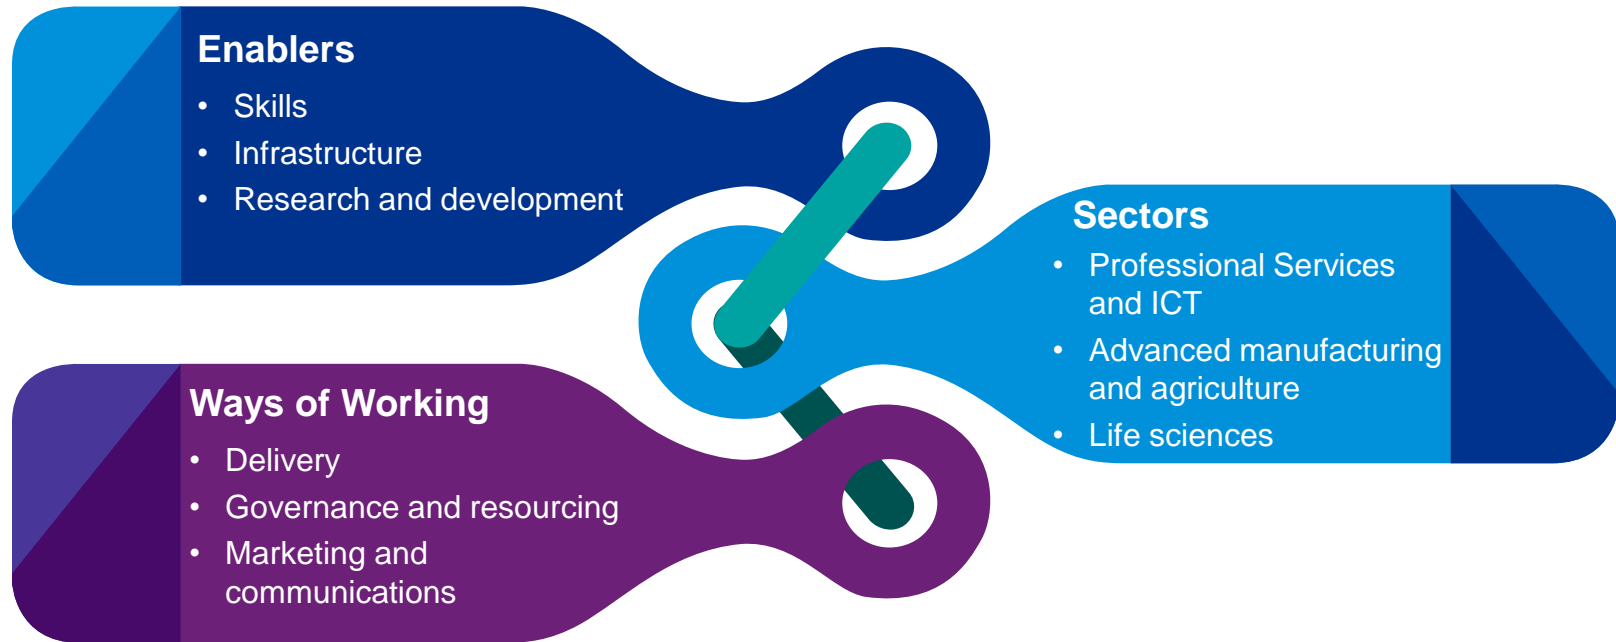 Enablers
• Skills
• Infrastructure
• Research and development
Sectors
• Professional Services
and ICT
• Advanced manufacturing
and agriculture
• Life sciences
Ways of Working
• Delivery
• Governance and resourcing
• Marketing and
communications